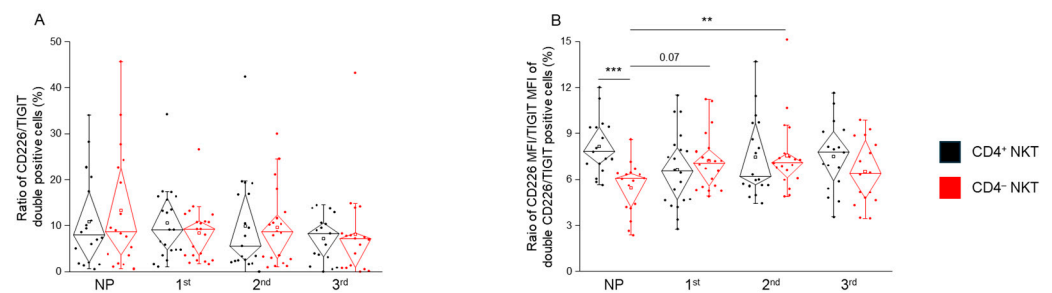 A
Ratio of CD226/TIGIT
double positive cells (%)
50
40
30
20
10
0
NP 1st 2nd 3rd
B
Raio of CD226 MFI/TIGIT MFI of
double CD226/TIGIT positive cells (%)
15
12
9
6
3
0
**
0.07
***
NP 1st 2nd 3rd
CD4+ NKT
CD4– NKT